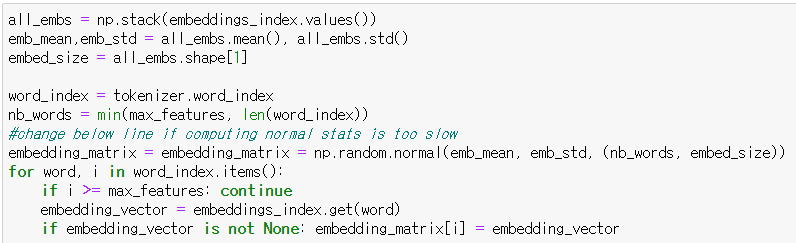 all_embs = np.stack(embeddings_index.values())
emb_mean,emb_std = all_embs.mean(), all_embs.std()
embed_size = all_embs.shape[1]

word_index = tokenizer.word_index
nb_words = min(max_features, len(word_index))
#change below line if computing normal stats is too slow
embedding_matrix = embedding_matrix = np.random.normal(emb_mean, emb_std, (nb_words, embed_size))
for word, i in word_index.items():
    if i >= max_features: continue
    embedding_vector = embeddings_index.get(word)
    if embedding_vector is not None: embedding_matrix[i] = embedding_vector